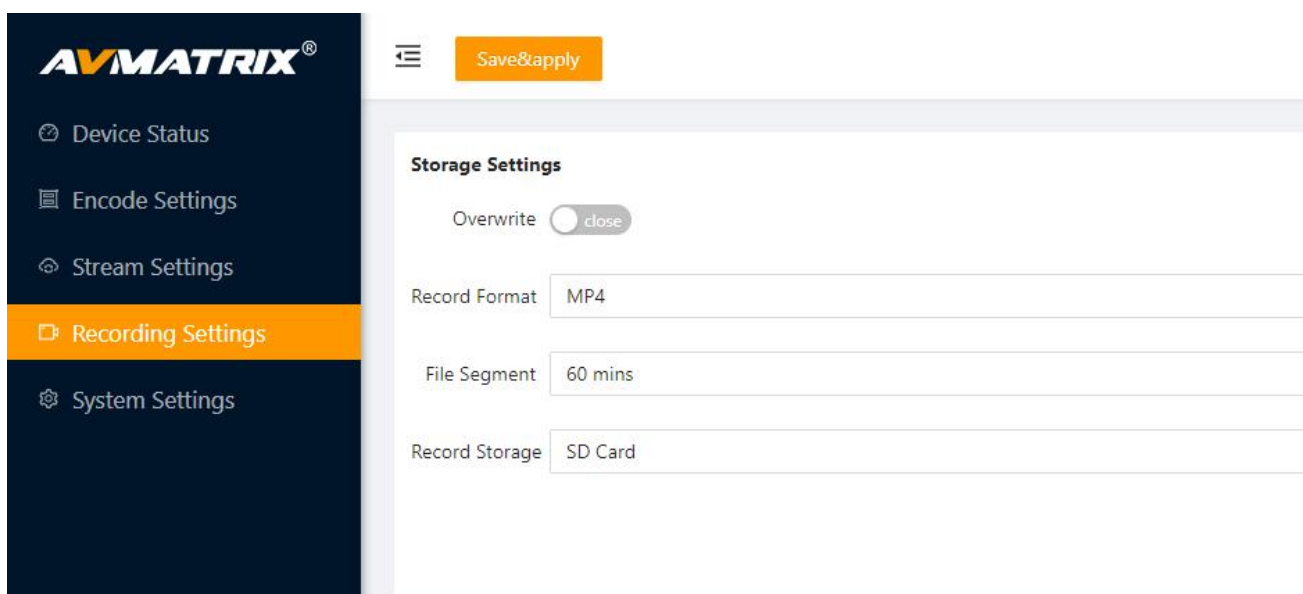 AVMATRIX®
Save&apply
Device Status
Encode Settings
Stream Settings
Recording Settings
System Settings
Storage Settings
Overwrite close
Record Format MP4
File Segment 60 mins
Record Storage SD Card